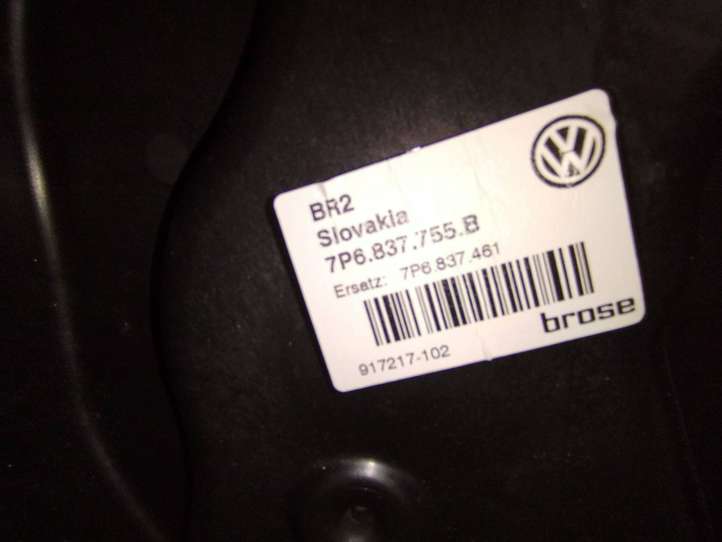 BR2
Slovakia
7P6.837.755.B
Ersatz: 7P6.837.461
brose
917217-102